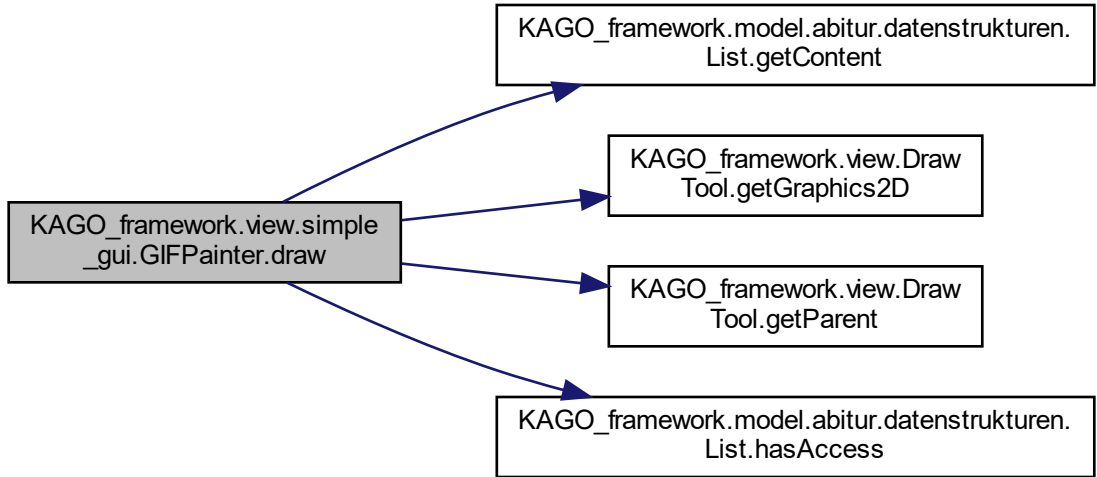 KAGO_framework.model.abitur.datenstrukturen.
List.getContent
KAGO_framework.view.Draw
Tool.getGraphics2D
KAGO_framework.view.simple
_gui.GIFPainter.draw
KAGO_framework.view.Draw
Tool.getParent
KAGO_framework.model.abitur.datenstrukturen.
List.hasAccess